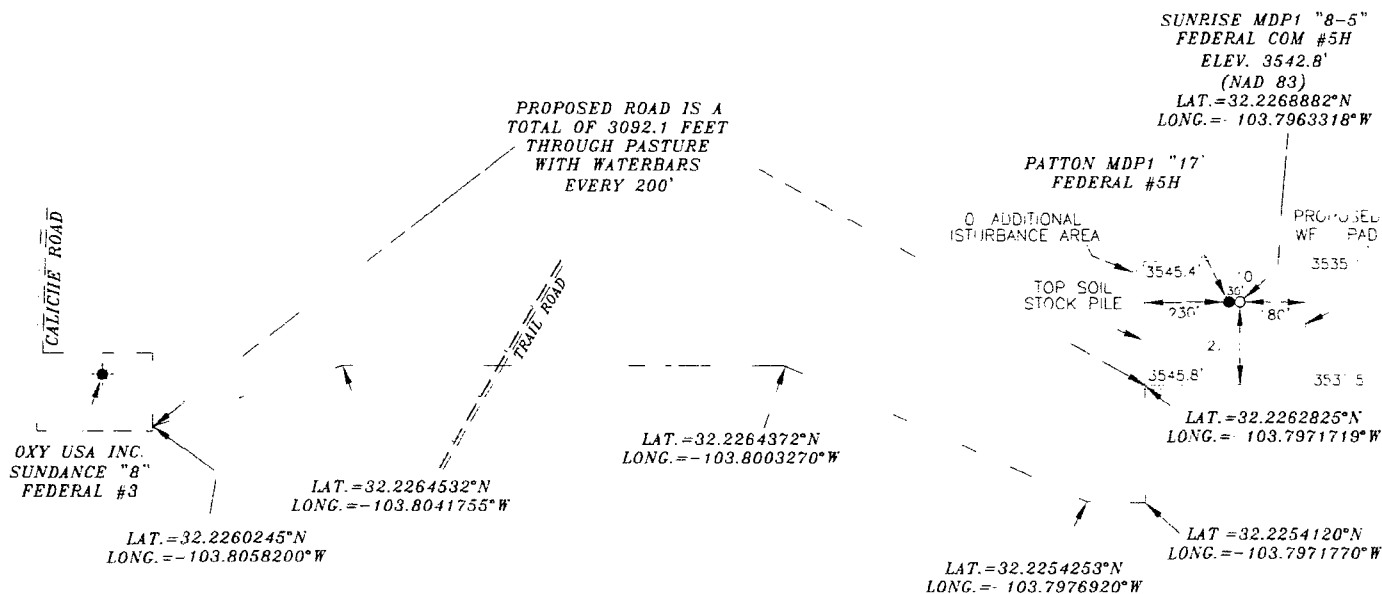 SUNRISE MDP1 "8-5"
FEDERAL COM #5H
ELEV. 3542.8'
(NAD 83)
LAT.=32.2268882°N
LONG.=- 103.7963318°W
PROPOSED ROAD IS A
TOTAL OF 3092.1 FEET
THROUGH PASTURE
WITH WATERBARS
EVERY 200'
PATTON MDP1 "17'
FEDERAL #5H
CALICHE ROAD
ADDITIONAL
AREA
PAD
3545.4'
30'
TOP SOIL
STOCK PILE
TRAIL ROAD
3545.8'
LAT.=32.2262825°N
LONG.=- 103.7971719°W
OXY USA INC.
SUNDANCE "8"
FEDERAL #3
LAT.=32.2264372°N
LONG.=-103.8003270°W
LAT.=32.2264532°N
LONG.=-103.8041755°W
LAT.=32.2260245°N
LONG.=-103.8058200°W
LAT =32.2254120°N
LONG.=-103.7971770°W
LAT.=32.2254253°N
LONG.=- 103.7976920°W